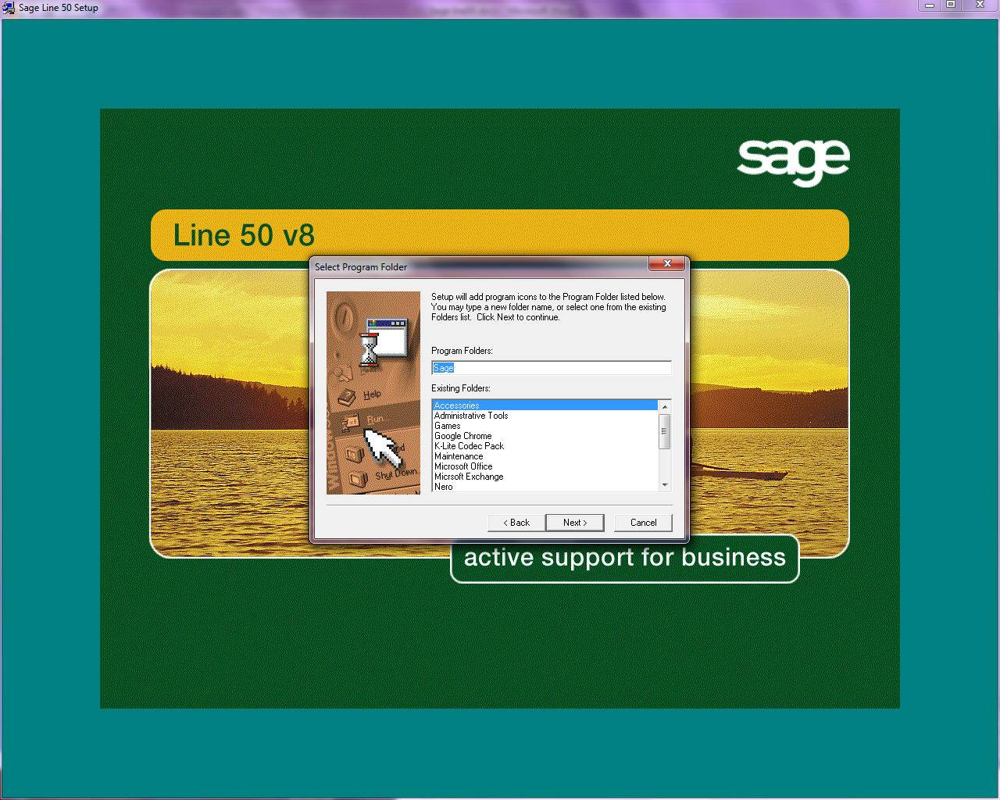 Sage Line 50 Setup
sage
Line 50 v8
Select Program Folder
Setup will add program icons to the Program Folder listed below.
You may type a new folder name, or select one from the existing
Folders list. Click Next to continue.
Program Folders:
Sage
Existing Folders:
Accessories
Administrative Tools
Games
Google Chrome
K-Lite Codec Pack
Maintenance
Microsoft Office
Micrsoft Exchange
Nero
Help
Run...
Shut Down...
Windows
< Back
Next >
Cancel
active support for business